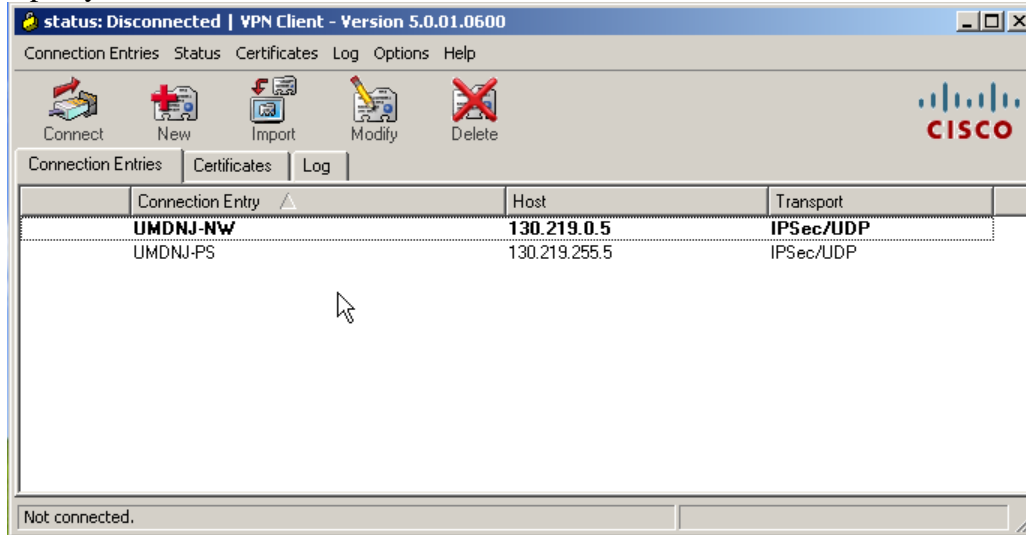 status: Disconnected | VPN Client - Version 5.0.01.0600
Connection Entries Status Certificates Log Options Help
Connect New Import Modify Delete
CISCO
Connection Entries Certificates Log
Connection Entry Host Transport
UMDNJ-NW 130.219.0.5 IPSec/UDP
UMDNJ-PS 130.219.255.5 IPSec/UDP
Not connected.